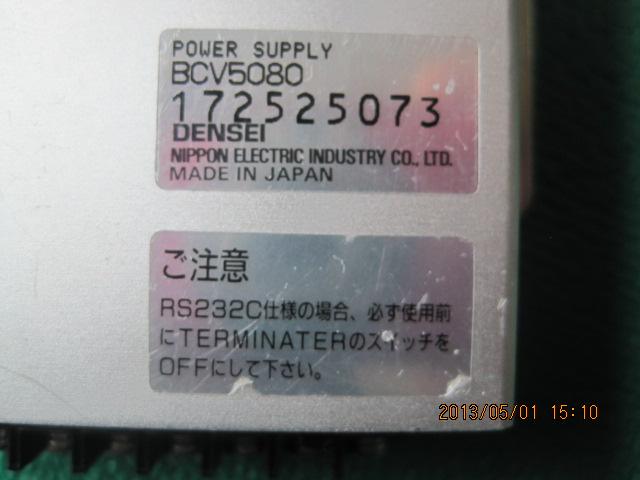 POWER SUPPLY
BCV5080
172525073
DENSEI
NIPPON ELECTRIC INDUSTRY CO., LTD.
MADE IN JAPAN
ご注意
RS232C仕様の場合、必ず使用前
にTERMINATERのスイッチを
OFFにして下さい。
2013/05/01 15:10